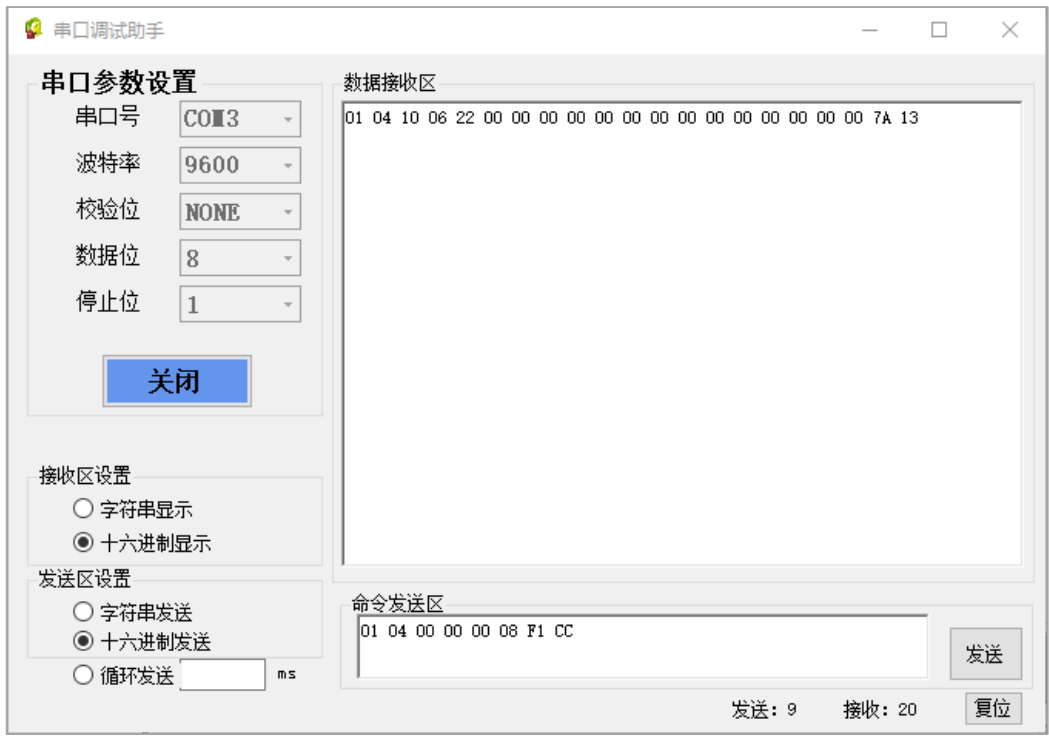 串口调试助手
串口参数设置
串口号 COM3
波特率 9600
校验位 NONE
数据位 8
停止位 1
关闭
接收区设置
字符串显示
十六进制显示
发送区设置
字符串发送
十六进制发送
循环发送 ms
数据接收区
01 04 10 06 22 00 00 00 00 00 00 00 00 00 00 00 00 00 00 7A 13
命令发送区
01 04 00 00 00 08 F1 CC
发送
发送: 9 接收: 20 复位